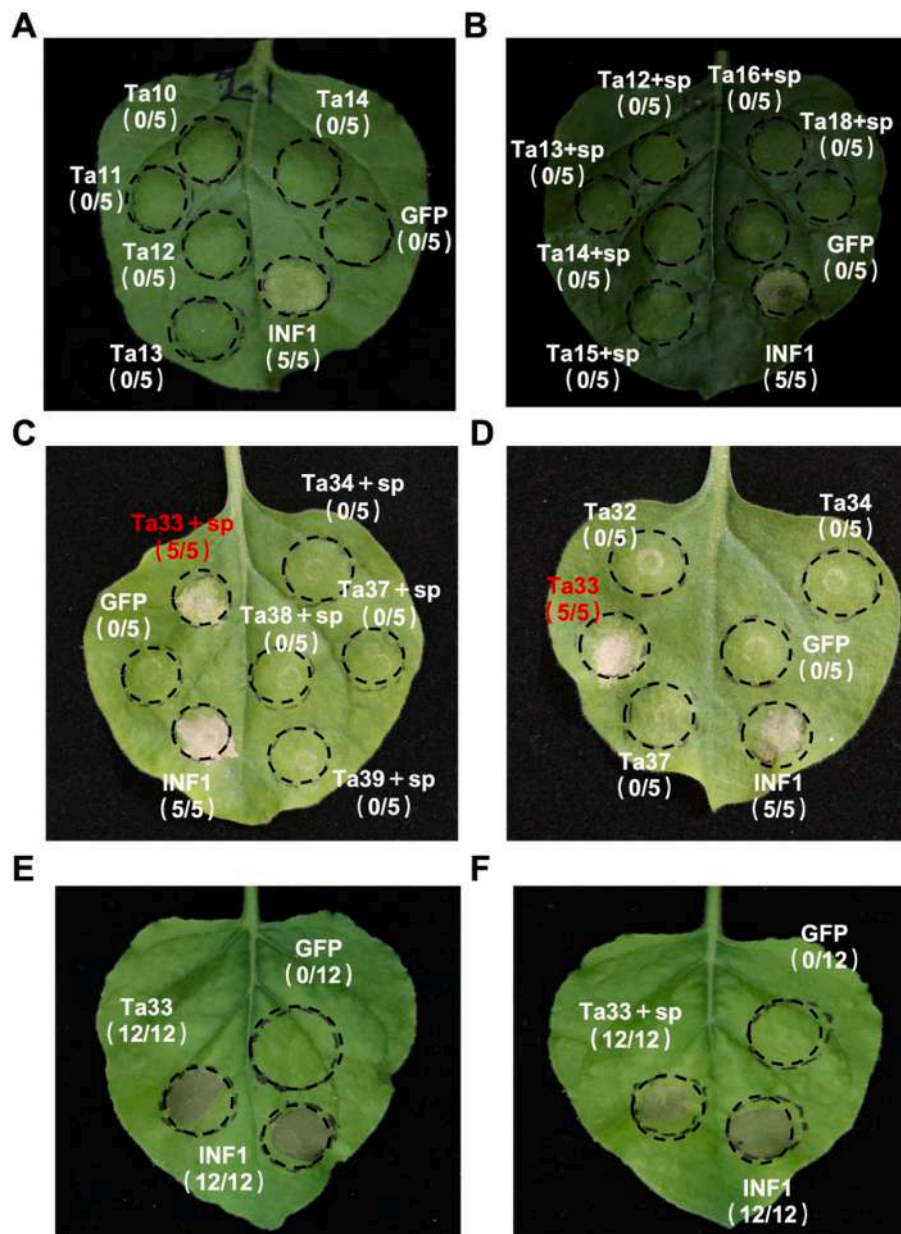 A
Ta10
(0/5)
Ta14
(0/5)
Ta11
(0/5)
GFP
(0/5)
Ta12
(0/5)
Ta13
(0/5)
INF1
(5/5)
B
Ta12+sp
(0/5)
Ta16+sp
(0/5)
Ta13+sp
(0/5)
Ta18+sp
(0/5)
Ta14+sp
(0/5)
GFP
(0/5)
Ta15+sp
(0/5)
INF1
(5/5)
C
Ta34+sp
(0/5)
Ta33+sp
(5/5)
GFP
(0/5)
Ta38+sp
(0/5)
Ta37+sp
(0/5)
INF1
(5/5)
Ta39+sp
(0/5)
D
Ta32
(0/5)
Ta34
(0/5)
Ta33
(5/5)
GFP
(0/5)
Ta37
(0/5)
INF1
(5/5)
E
GFP
(0/12)
Ta33
(12/12)
INF1
(12/12)
F
GFP
(0/12)
Ta33+sp
(12/12)
INF1
(12/12)